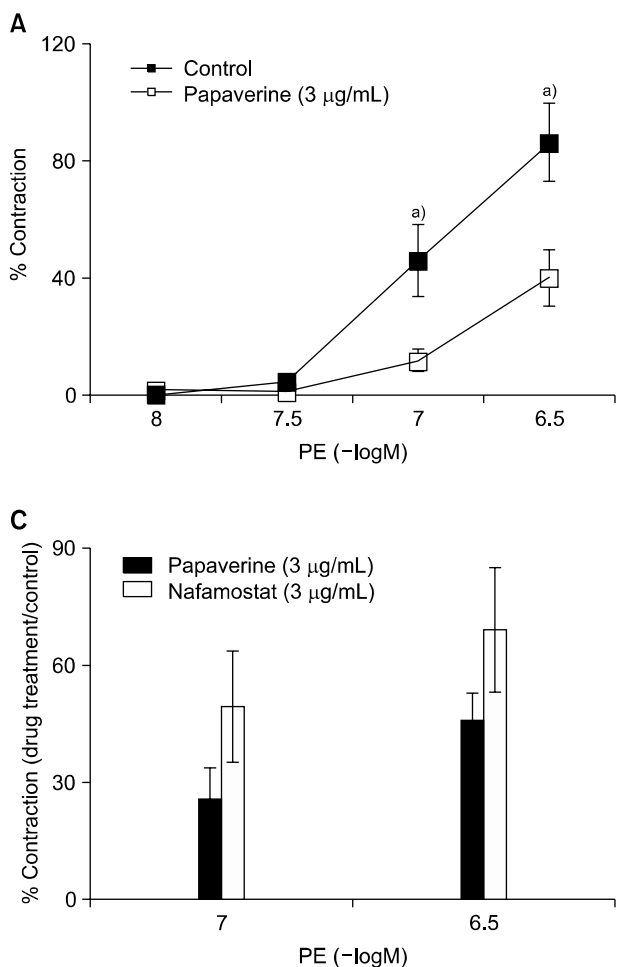 A
120
80
40
0
% Contraction
Control
Papaverine (3 μg/mL)
a)
a)
8 7.5 7 6.5
PE (−logM)
C
90
60
30
0
% Contraction (drug treatment/control)
Papaverine (3 μg/mL)
Nafamostat (3 μg/mL)
7 6.5
PE (−logM)